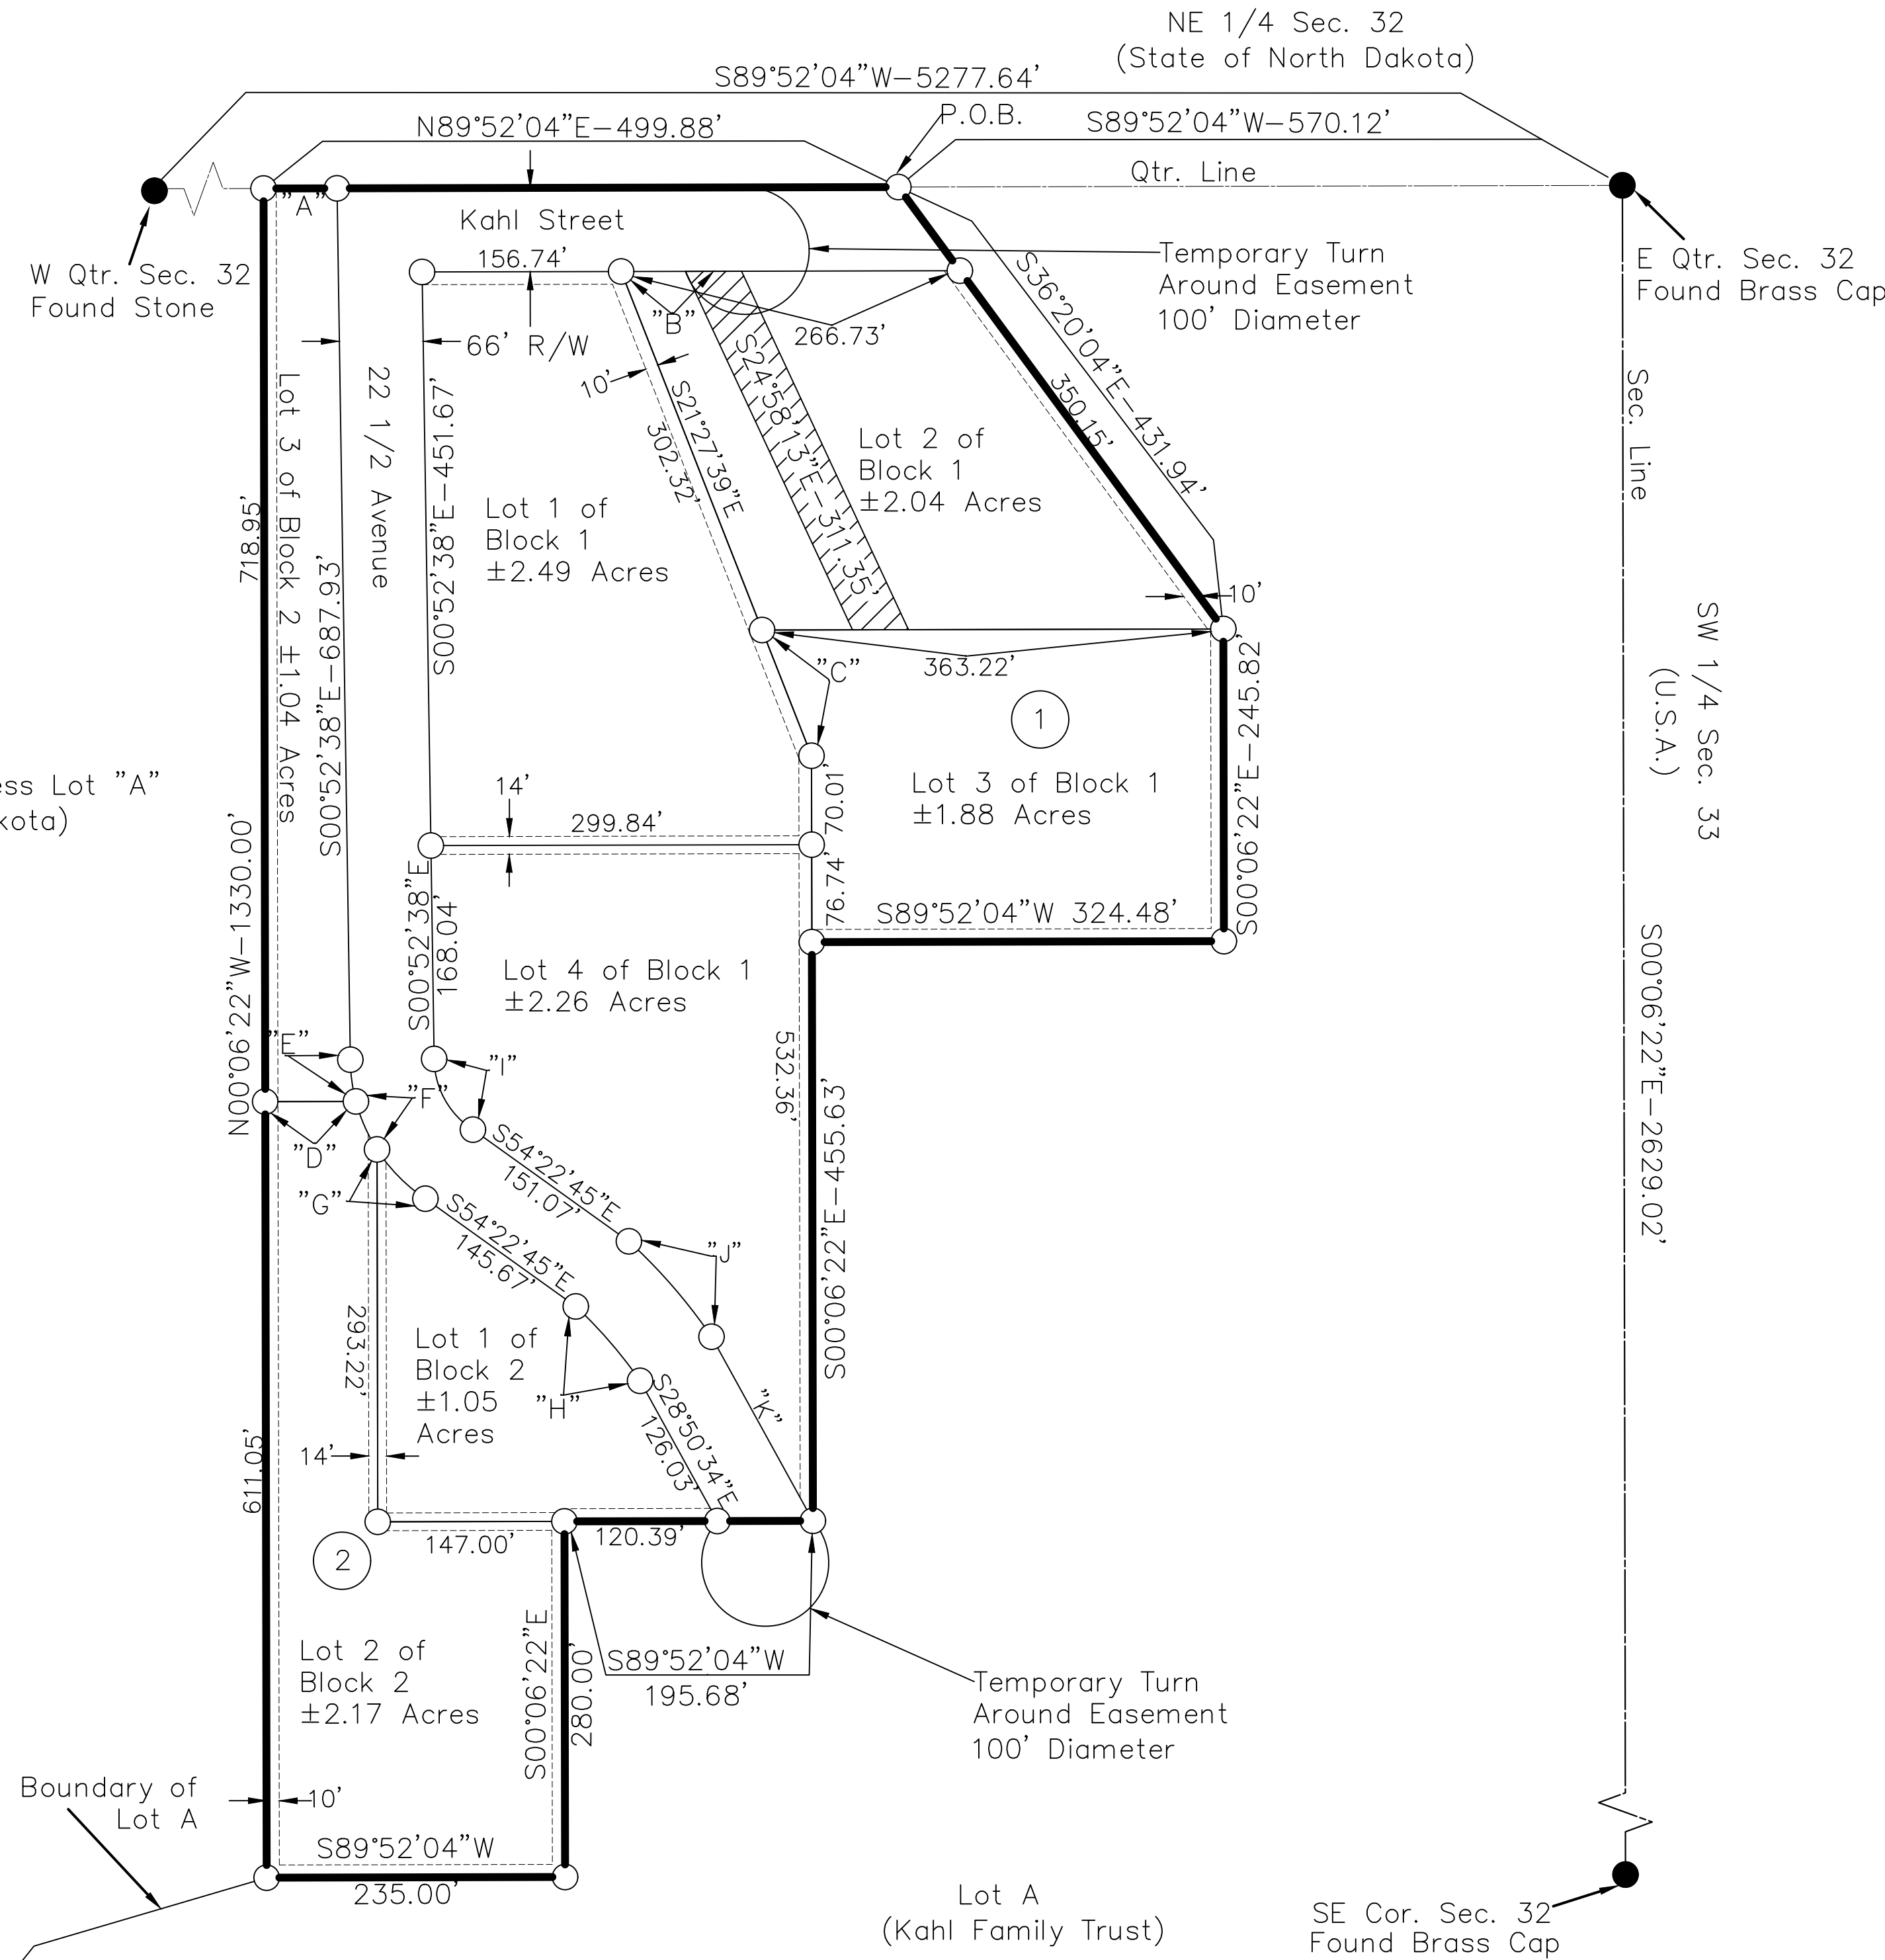 NE 1/4 Sec. 32
(State of North Dakota)
S89°52'04"W-5277.64'
P.O.B.
N89°52'04"E-499.88'
S89°52'04"W-570.12'
Qtr. Line
"A"
Kahl Street
156.74'
W Qtr. Sec. 32
Found Stone
Temporary Turn
Around Easement
100' Diameter
E Qtr. Sec. 32
Found Brass Cap
"B"
266.73'
66' R/W
10'
S36°20'04"E-431.94'
350.15'
S24°58'13"E-311.35'
S21°27'39"E
302.32'
22 1/2 Avenue
Lot 3 of Block 2 ±1.04 Acres
718.95'
S00°52'38"E-687.93'
S00°52'38"E-451.67'
Lot 2 of
Block 1
±2.04 Acres
Lot 1 of
Block 1
±2.49 Acres
Sec. Line
10'
SW 1/4 Sec. 33
(U.S.A.)
"C"
363.22'
S00°06'22"E-245.82'
1
ess Lot "A"
kota)
14'
299.84'
70.01'
Lot 3 of Block 1
±1.88 Acres
N00°06'22"W-1330.00'
S00°52'38"E
168.04'
76.74'
S89°52'04"W 324.48'
S00°06'22"E-2629.02'
Lot 4 of Block 1
±2.26 Acres
"E"
"I"
"F"
532.36'
S00°06'22"E-455.63'
"D"
"G"
S54°22'45"E
151.07'
S54°22'45"E
145.67'
"J"
293.22'
Lot 1 of
Block 2
±1.05
Acres
"H"
S28°50'34"E
126.03'
"K"
611.05'
14'
147.00'
120.39'
2
S00°06'22"E
280.00'
S89°52'04"W
195.68'
Lot 2 of
Block 2
±2.17 Acres
Temporary Turn
Around Easement
100' Diameter
Boundary of
Lot A
10'
S89°52'04"W
235.00'
Lot A
(Kahl Family Trust)
SE Cor. Sec. 32
Found Brass Cap